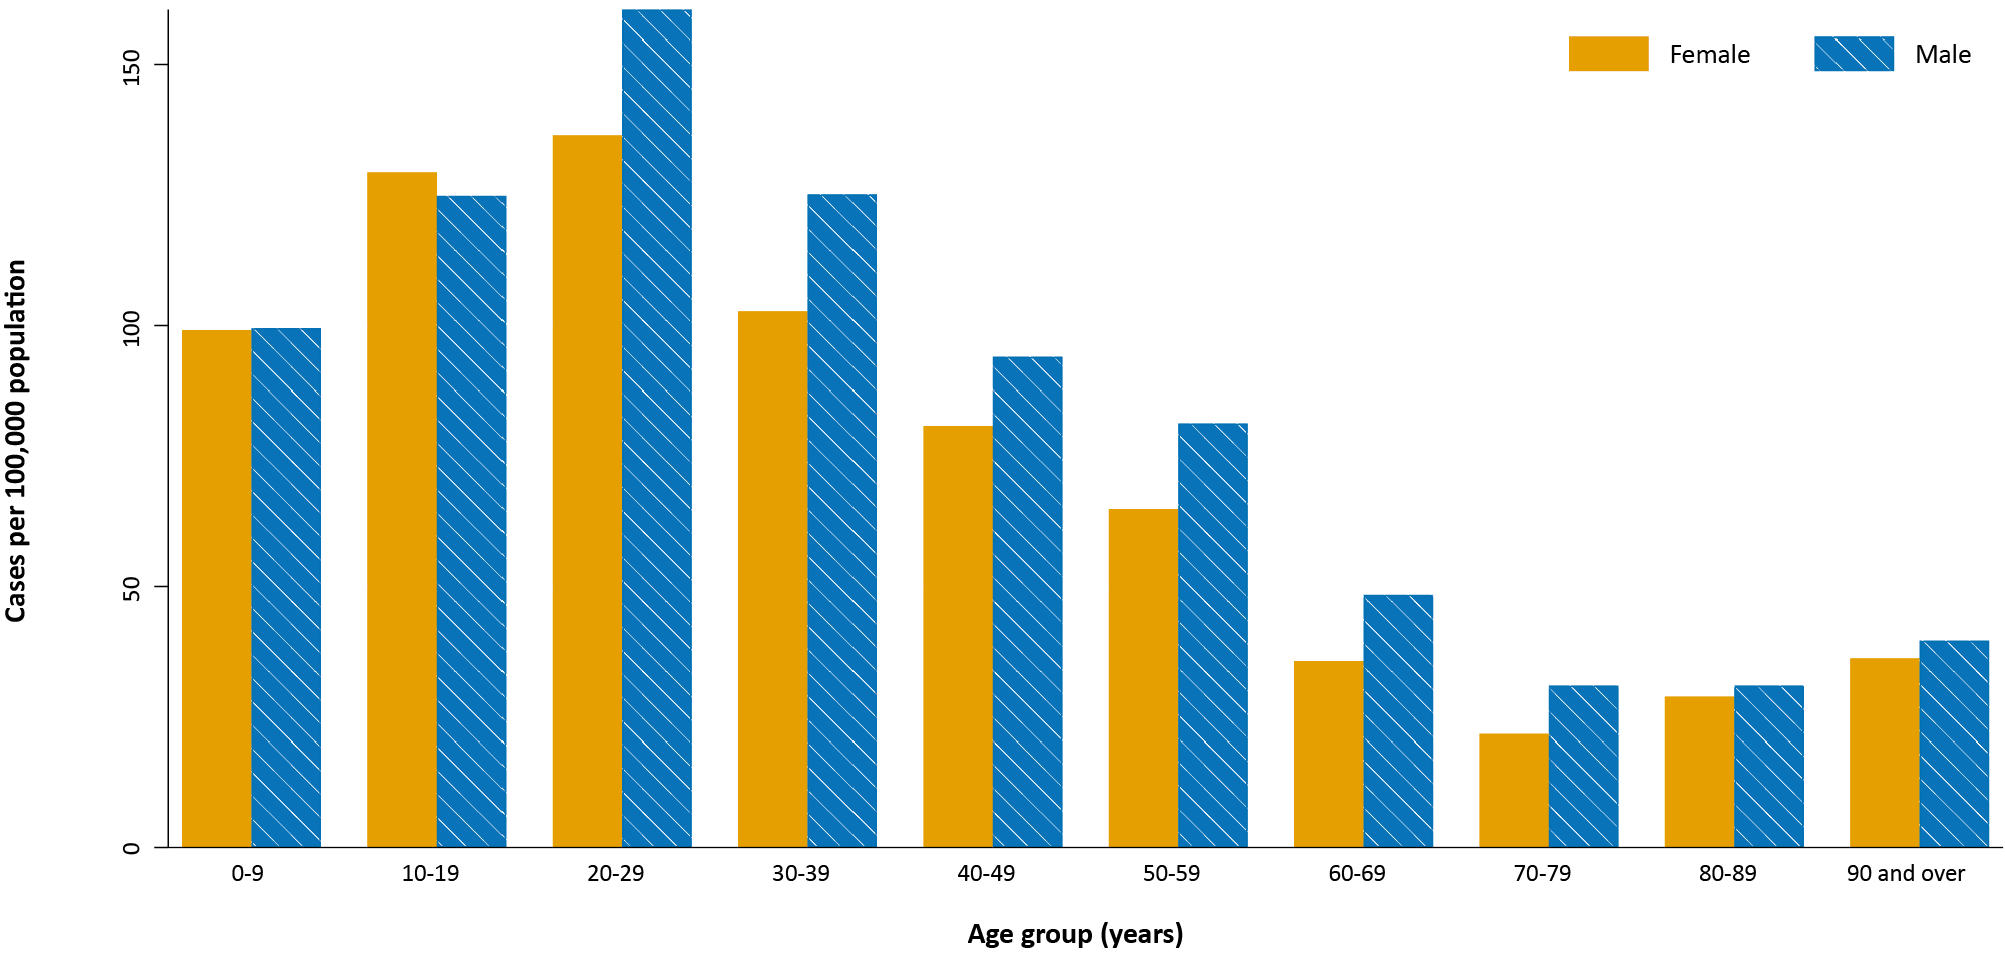 Female
Male
Cases per 100,000 population
150
100
50
0
0-9
10-19
20-29
30-39
40-49
50-59
60-69
70-79
80-89
90 and over
Age group (years)